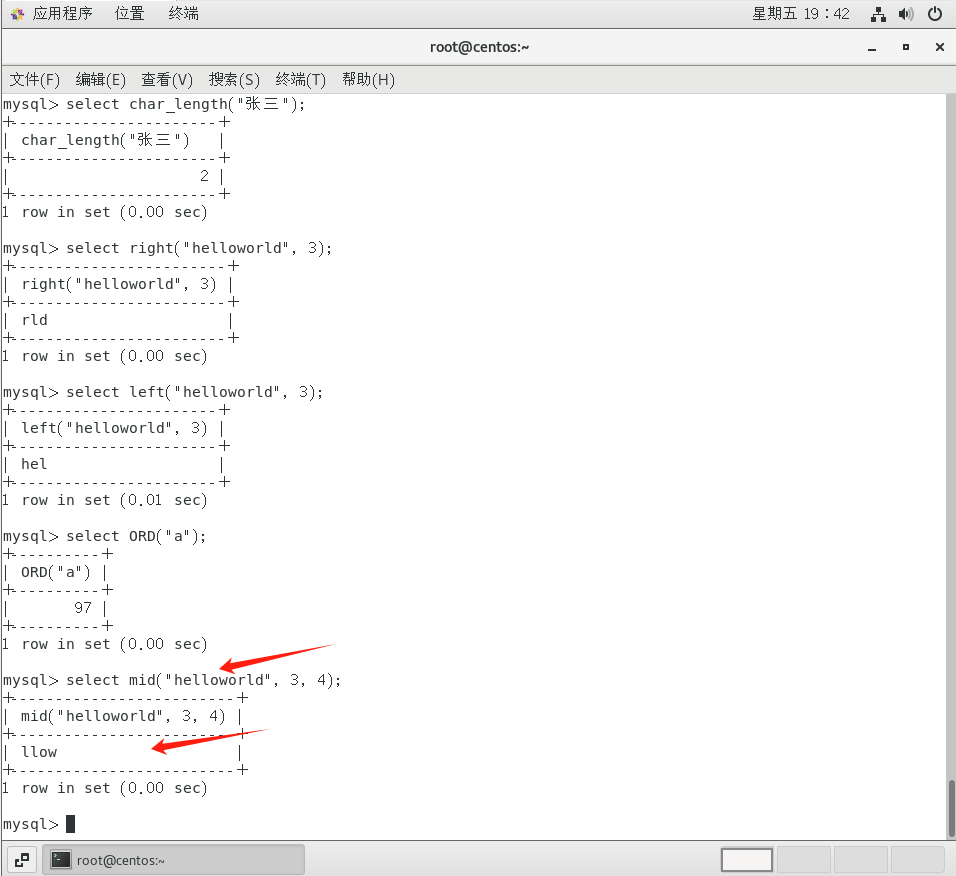 应用程序 位置 终端 星期五 19：42
root@centos:~
文件(F) 编辑(E) 查看(V) 搜索(S) 终端(T) 帮助(H)
mysql> select char_length("张三");
+-----------------------+
| char_length("张三")   |
+-----------------------+
|                     2 |
+-----------------------+
1 row in set (0.00 sec)
mysql> select right("helloworld", 3);
+------------------------+
| right("helloworld", 3) |
+------------------------+
| rld                    |
+------------------------+
1 row in set (0.00 sec)
mysql> select left("helloworld", 3);
+-----------------------+
| left("helloworld", 3) |
+-----------------------+
| hel                   |
+-----------------------+
1 row in set (0.01 sec)
mysql> select ORD("a");
+----------+
| ORD("a") |
+----------+
|       97 |
+----------+
1 row in set (0.00 sec)
mysql> select mid("helloworld", 3, 4);
+-------------------------+
| mid("helloworld", 3, 4) |
+-------------------------+
| llow                    |
+-------------------------+
1 row in set (0.00 sec)
mysql>
root@centos:~